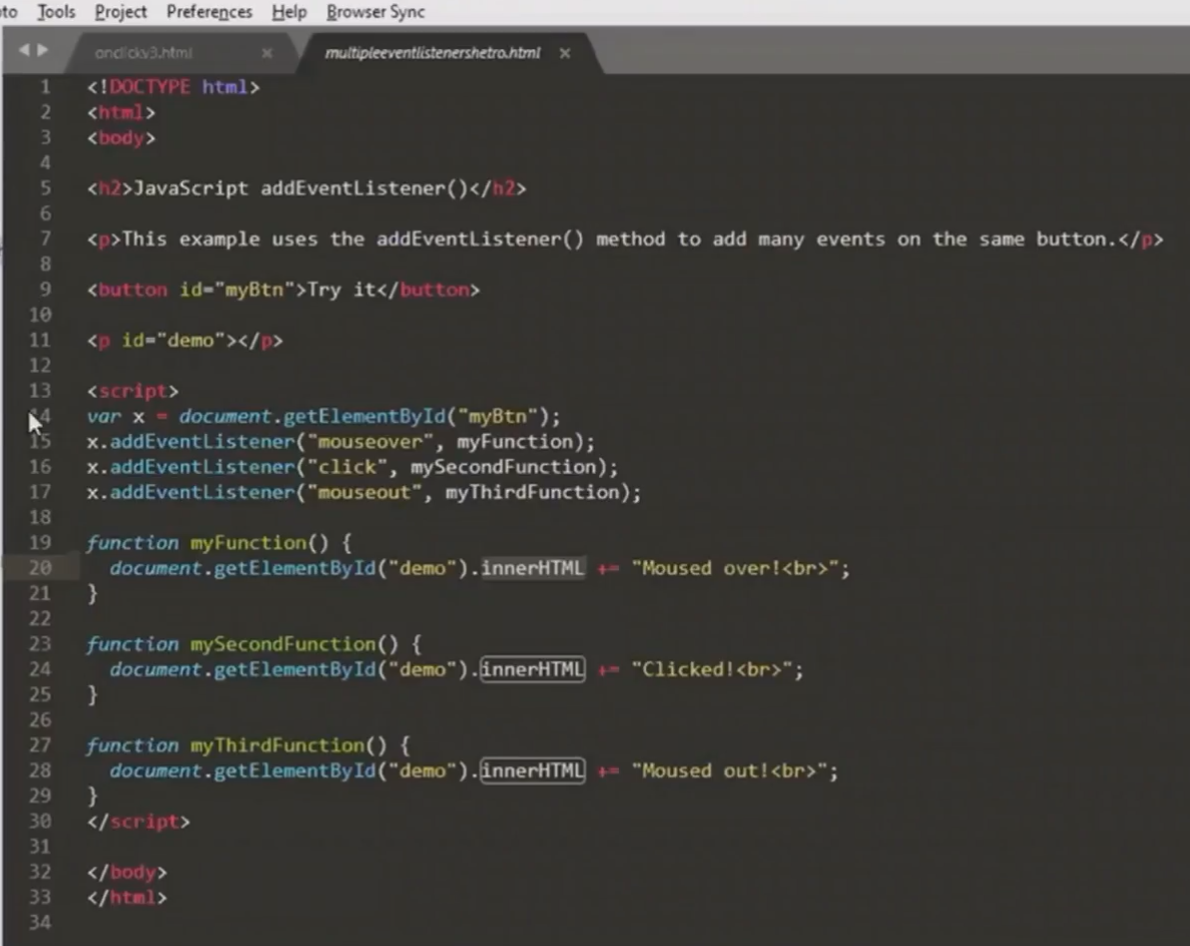 to Tools Project Preferences Help Browser Sync
onclickv3.html × multipleeventlistenershetro.html ×
1 <!DOCTYPE html>
2 <html>
3 <body>
4
5 <h2>JavaScript addEventListener()</h2>
6
7 <p>This example uses the addEventListener() method to add many events on the same button.</p>
8
9 <button id="myBtn">Try it</button>
10
11 <p id="demo"></p>
12
13 <script>
14 var x = document.getElementById("myBtn");
15 x.addEventListener("mouseover", myFunction);
16 x.addEventListener("click", mySecondFunction);
17 x.addEventListener("mouseout", myThirdFunction);
18
19 function myFunction() {
20 document.getElementById("demo").innerHTML += "Moused over!<br>";
21 }
22
23 function mySecondFunction() {
24 document.getElementById("demo").innerHTML += "Clicked!<br>";
25 }
26
27 function myThirdFunction() {
28 document.getElementById("demo").innerHTML += "Moused out!<br>";
29 }
30 </script>
31
32 </body>
33 </html>
34